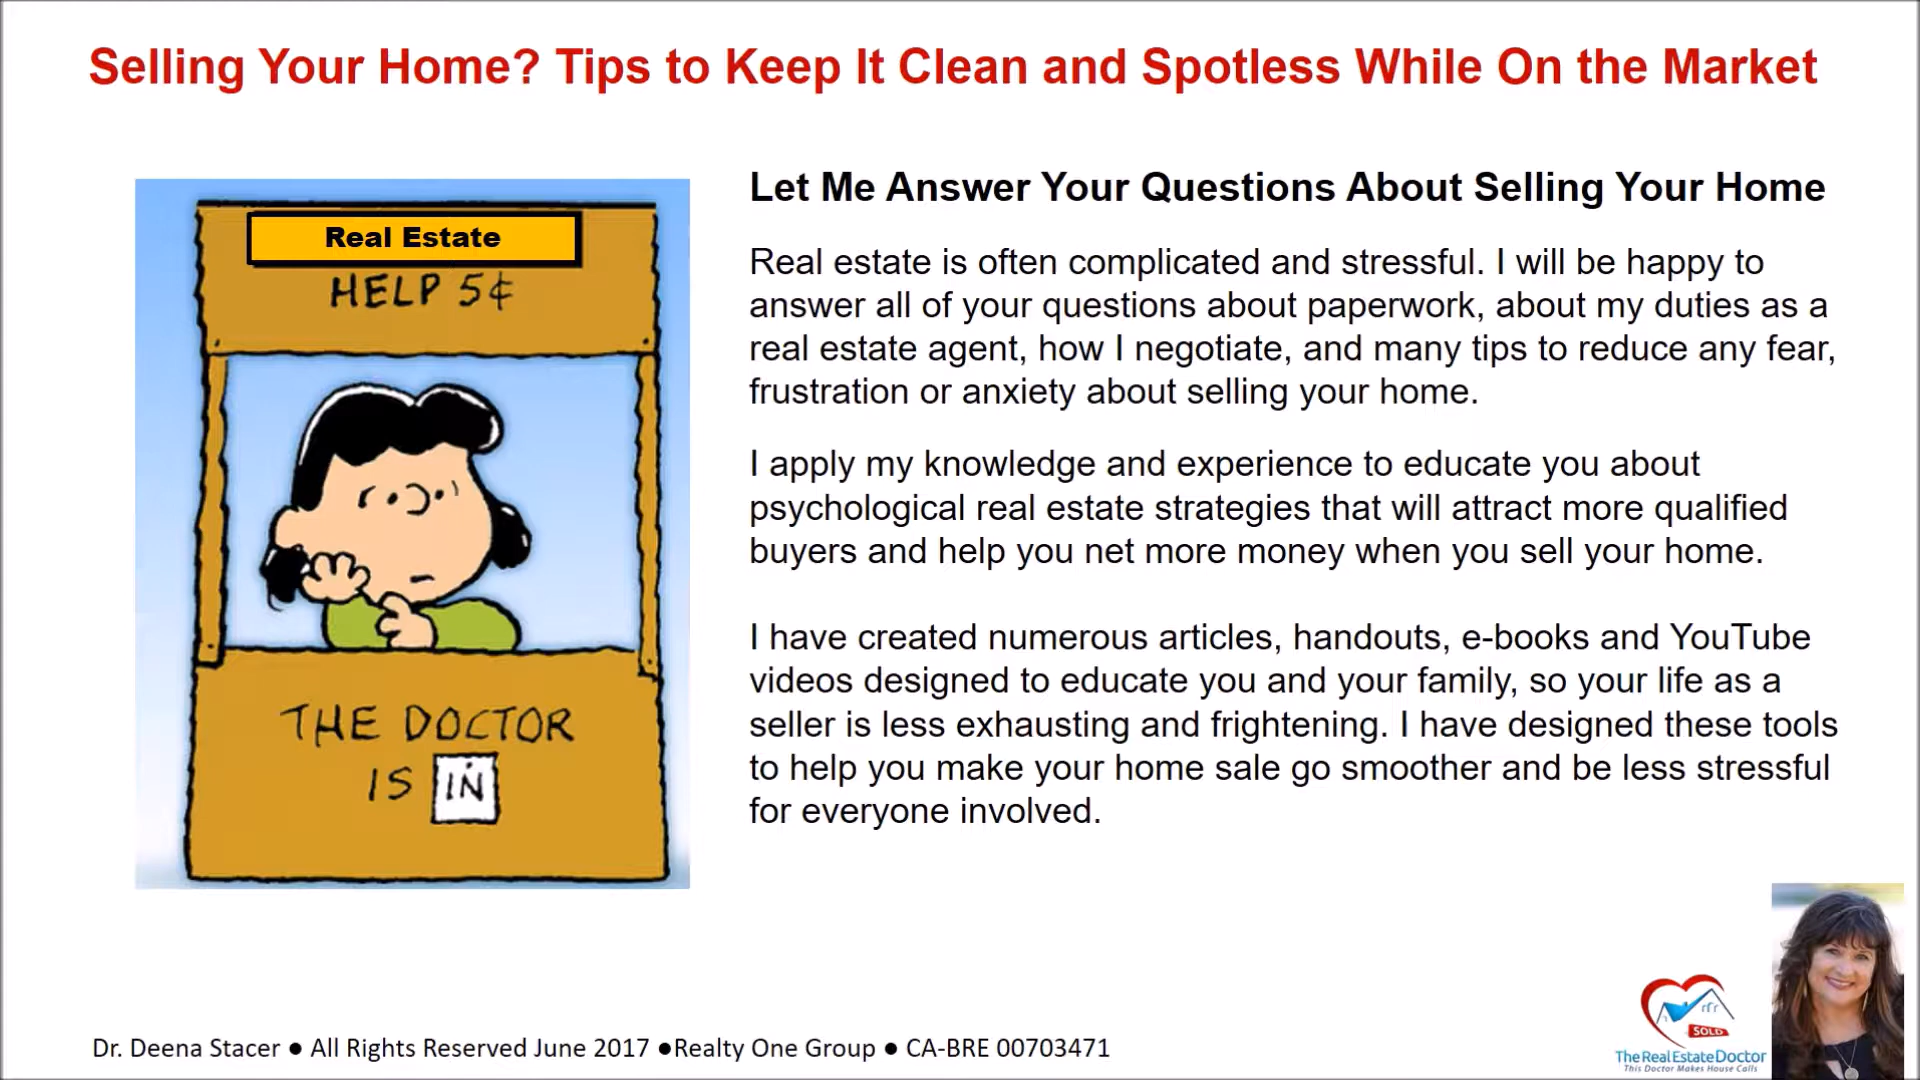 Selling Your Home? Tips to Keep It Clean and Spotless While On the Market
Real Estate
HELP 5¢
THE DOCTOR
IS IN
Let Me Answer Your Questions About Selling Your Home
Real estate is often complicated and stressful. I will be happy to
answer all of your questions about paperwork, about my duties as a
real estate agent, how I negotiate, and many tips to reduce any fear,
frustration or anxiety about selling your home.
I apply my knowledge and experience to educate you about
psychological real estate strategies that will attract more qualified
buyers and help you net more money when you sell your home.
I have created numerous articles, handouts, e-books and YouTube
videos designed to educate you and your family, so your life as a
seller is less exhausting and frightening. I have designed these tools
to help you make your home sale go smoother and be less stressful
for everyone involved.
Dr. Deena Stacer ● All Rights Reserved June 2017 ●Realty One Group ● CA-BRE 00703471
SOLD
The Real Estate Doctor
This Doctor Makes House Calls